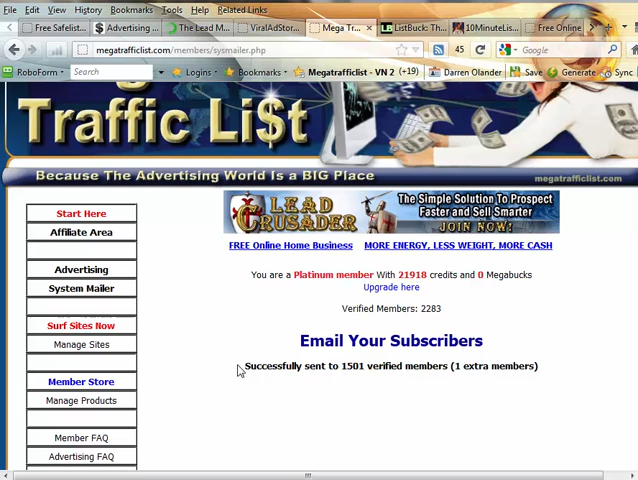 File Edit View History Bookmarks Tools Help Related Links
Free Safelist... Advertising ... The Lead M... ViralAdStor... Mega Tr... ListBuck: Th... 10MinuteLis... Free Online
megatrafficlist.com/members/sysmailer.php 45 Google
RoboForm Search Logins Bookmarks Megatrafficlist - VN 2 (+19) Darren Olander Save Generate Sync
Traffic Li$t
Because The Advertising World Is a BIG Place megatrafficlist.com
LEAD CRUSADER
The Simple Solution To Prospect
Faster and Sell Smarter
JOIN NOW!
FREE Online Home Business MORE ENERGY, LESS WEIGHT, MORE CASH
Start Here
Affiliate Area
Advertising
System Mailer
Surf Sites Now
Manage Sites
Member Store
Manage Products
Member FAQ
Advertising FAQ
You are a Platinum member With 21918 credits and 0 Megabucks
Upgrade here
Verified Members: 2283
Email Your Subscribers
Successfully sent to 1501 verified members (1 extra members)